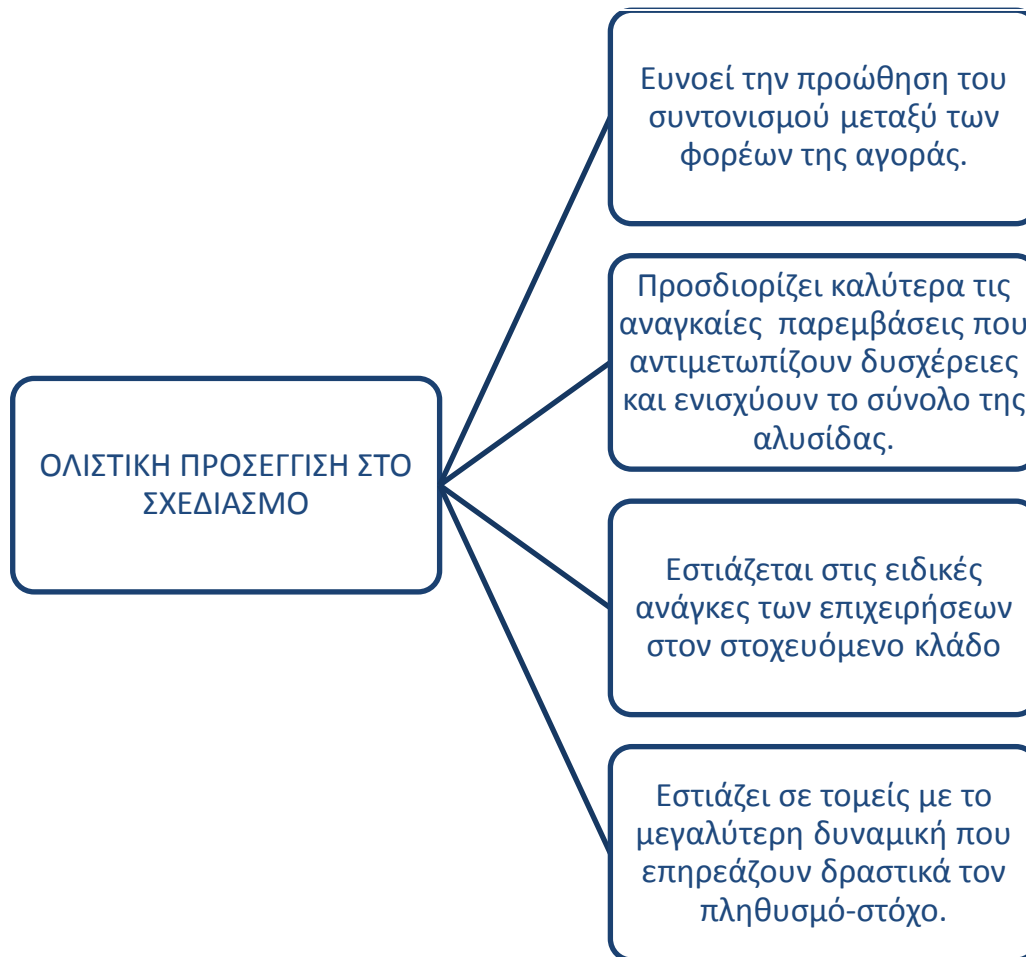 Ευνοεί την προώθηση του
συντονισμού μεταξύ των
φορέων της αγοράς.
Προσδιορίζει καλύτερα τις
αναγκαίες  παρεμβάσεις που
αντιμετωπίζουν δυσχέρειες
και ενισχύουν το σύνολο της
αλυσίδας.
ΟΛΙΣΤΙΚΗ ΠΡΟΣΕΓΓΙΣΗ ΣΤΟ
ΣΧΕΔΙΑΣΜΟ
Εστιάζεται στις ειδικές
ανάγκες των επιχειρήσεων
στον στοχευόμενο κλάδο
Εστιάζει σε τομείς με το
μεγαλύτερη δυναμική που
επηρεάζουν δραστικά τον
πληθυσμό-στόχο.